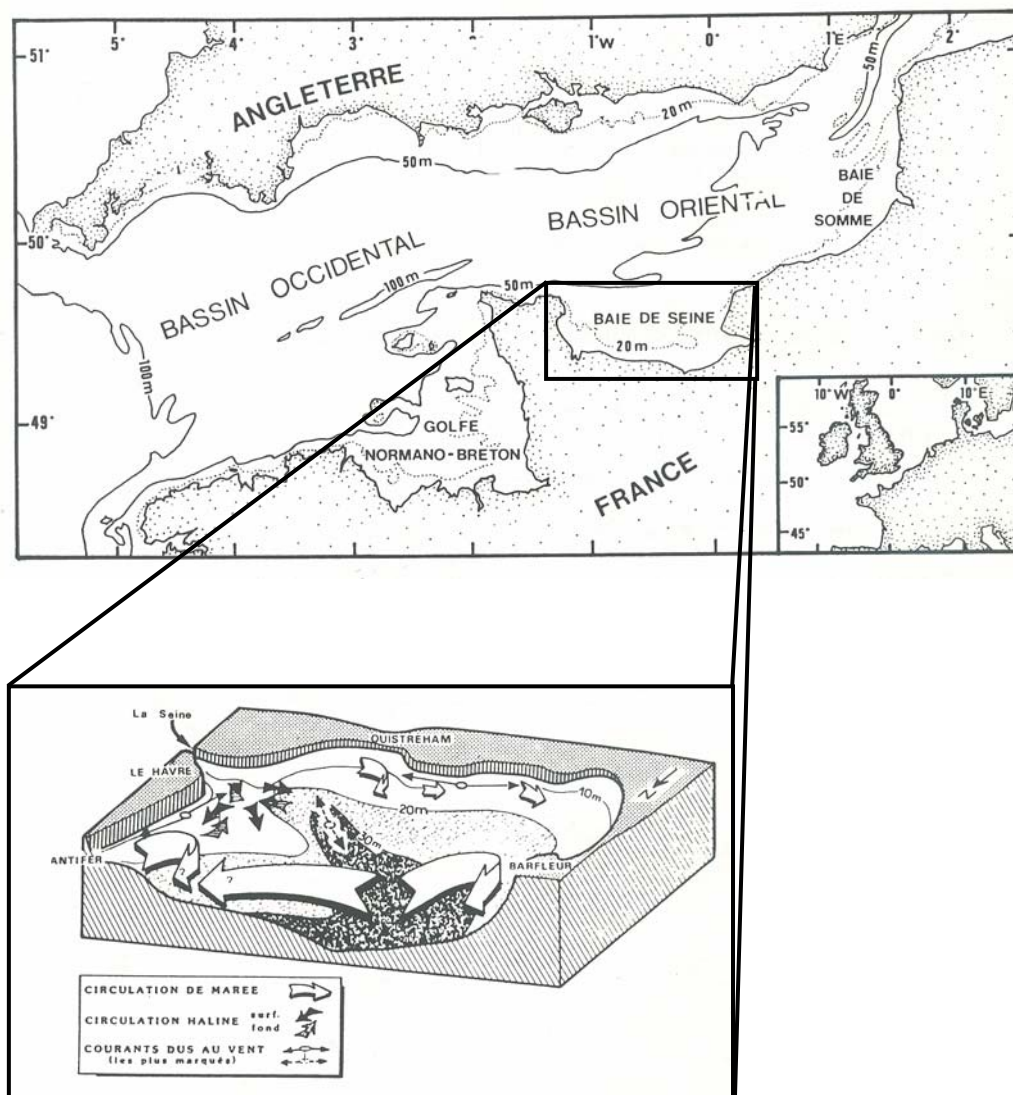 5° 4° 3° 2° 1°W 0° 1°E 2°
51°
ANGLETERRE
50m
20m
50m
BAIE
DE
SOMME
BASSIN ORIENTAL
50°
BASSIN OCCIDENTAL
100m
50m
BAIE DE SEINE
20 m
100m
49°
GOLFE
NORMANO-BRETON
FRANCE
10° W 0° 10° E
55°
50°
45°
La Seine
OUISTREHAM
LE HAVRE
N
10m
20m
30m
ANTIFER
BARFLEUR
?
?
CIRCULATION DE MAREE
CIRCULATION HALINE surf.
fond
COURANTS DUS AU VENT
(les plus marqués)